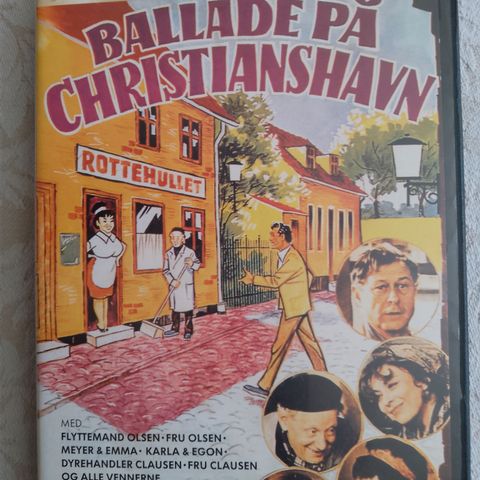 BALLADE PÅ
CHRISTIANSHAVN
ROTTEHULLET
MED
FLYTTEMAND OLSEN · FRU OLSEN ·
MEYER & EMMA · KARLA & EGON ·
DYREHANDLER CLAUSEN · FRU CLAUSEN
OG ALLE VENNERNE